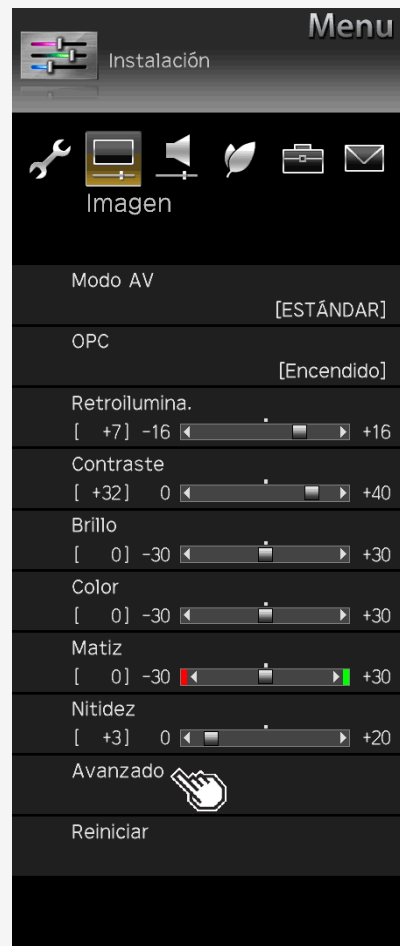 Menu
Instalación
Imagen
Modo AV
[ESTÁNDAR]
OPC
[Encendido]
Retroilumina.
[ +7] -16 +16
Contraste
[ +32] 0 +40
Brillo
[ 0] -30 +30
Color
[ 0] -30 +30
Matiz
[ 0] -30 +30
Nitidez
[ +3] 0 +20
Avanzado
Reiniciar